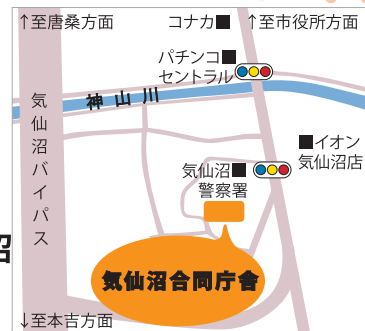 ↑至唐桑方面
コナカ■
↑至市役所方面
パチンコ■
セントラル
神山川
気仙沼バイパス
■イオン
気仙沼店
気仙沼■
警察署
気仙沼合同庁舎
↓至本吉方面